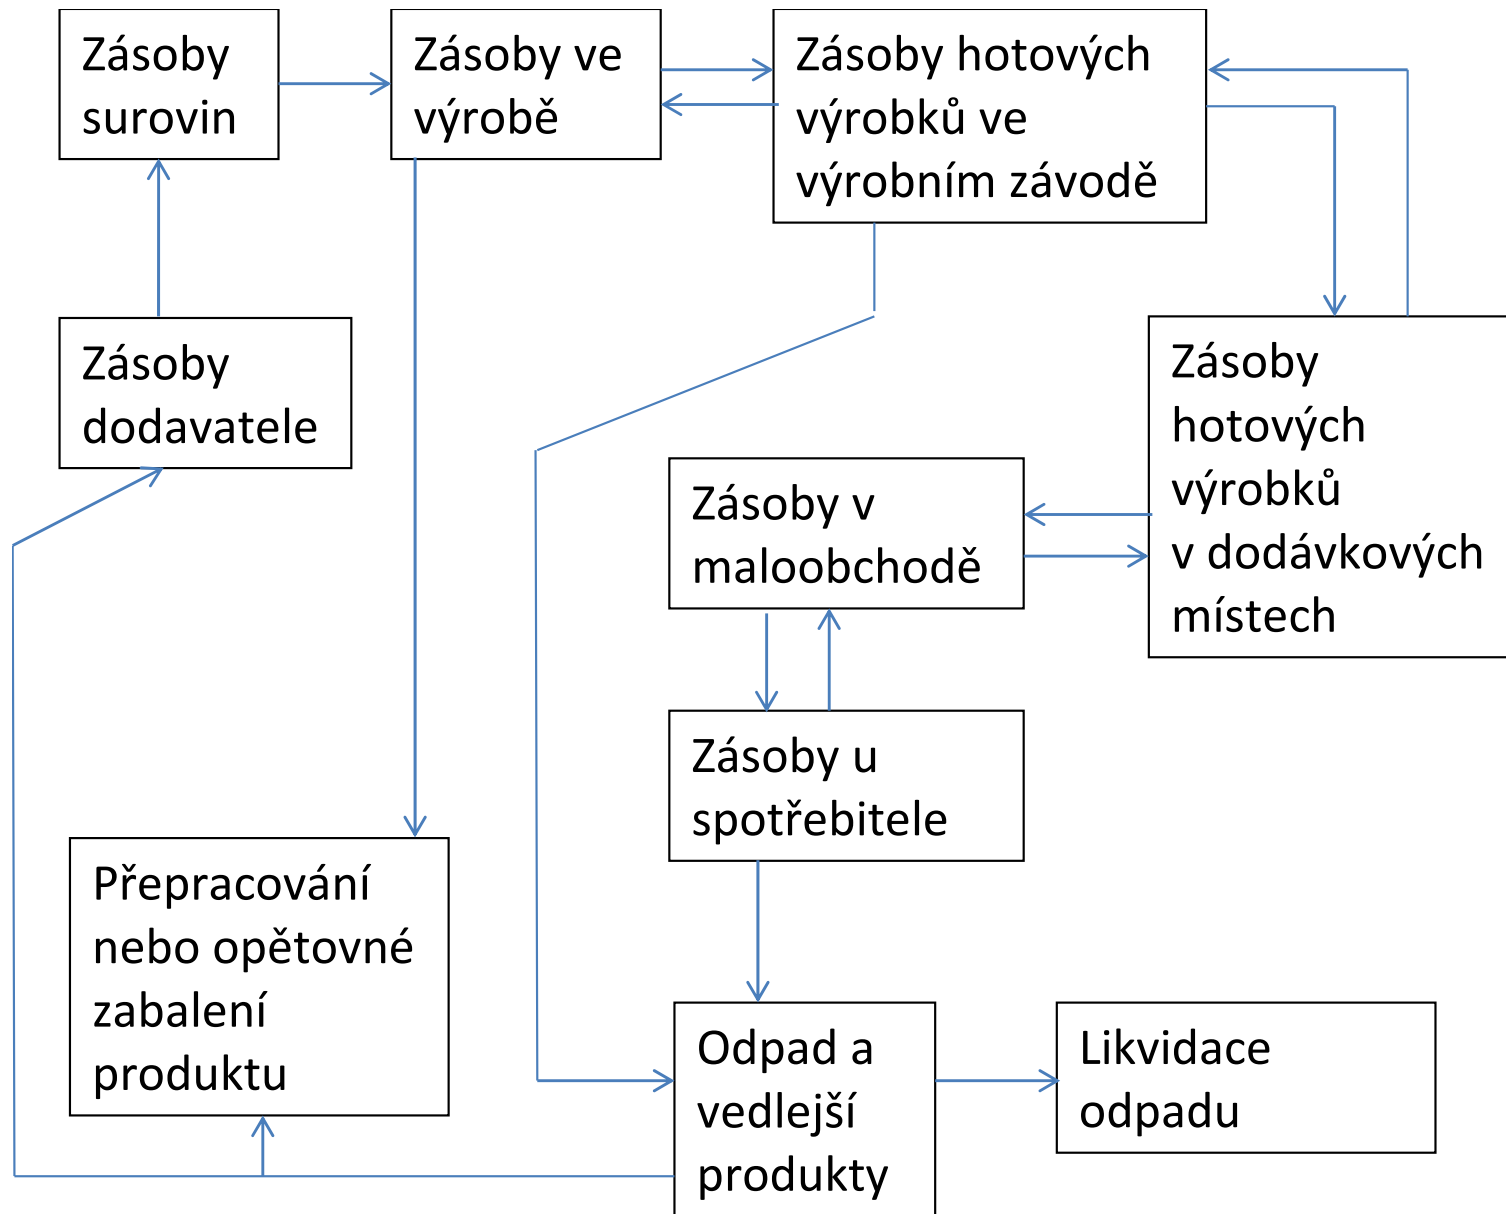 Zásoby
surovin
Zásoby ve
výrobě
Zásoby hotových
výrobků ve
výrobním závodě
Zásoby
dodavatele
Zásoby
hotových
výrobků
v dodávkových
místech
Zásoby v
maloobchodě
Zásoby u
spotřebitele
Přepracování
nebo opětovné
zabalení
produktu
Odpad a
vedlejší
produkty
Likvidace
odpadu